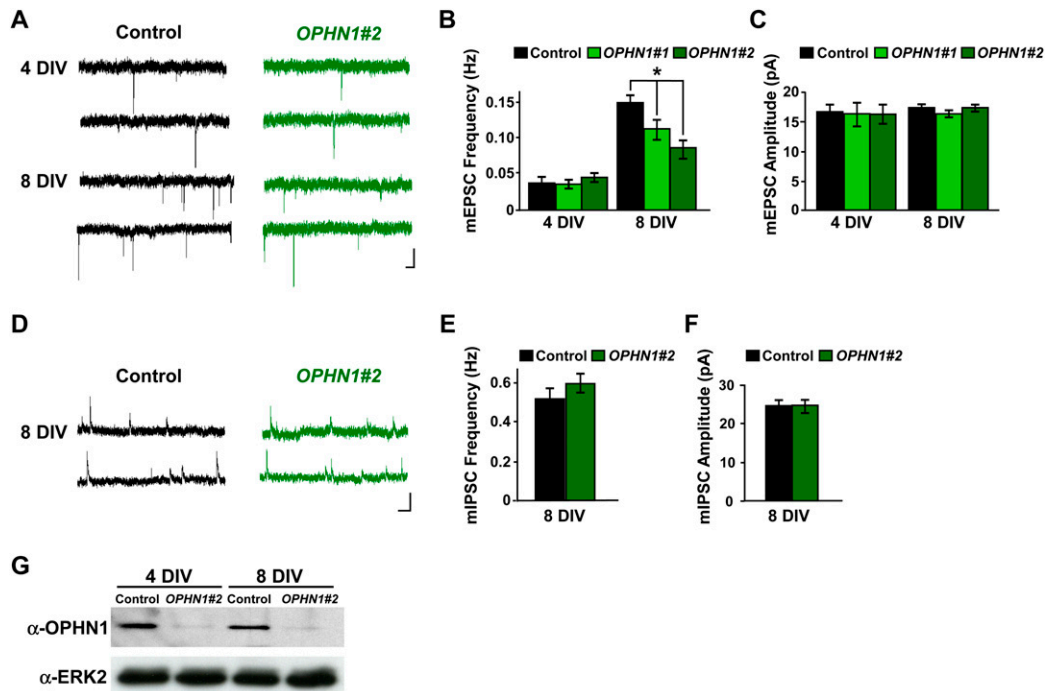 A
Control
OPHN1#2
4 DIV
8 DIV
B
Control OPHN1#1 OPHN1#2
mEPSC Frequency (Hz)
*
0.15
0.10
0.05
0
4 DIV 8 DIV
C
Control OPHN1#1 OPHN1#2
mEPSC Amplitude (pA)
20
15
10
5
0
4 DIV 8 DIV
D
Control
OPHN1#2
8 DIV
E
Control OPHN1#2
mIPSC Frequency (Hz)
0.6
0.4
0.2
0
8 DIV
F
Control OPHN1#2
mIPSC Amplitude (pA)
30
20
10
0
8 DIV
G
4 DIV 8 DIV
Control OPHN1#2 Control OPHN1#2
α-OPHN1
α-ERK2